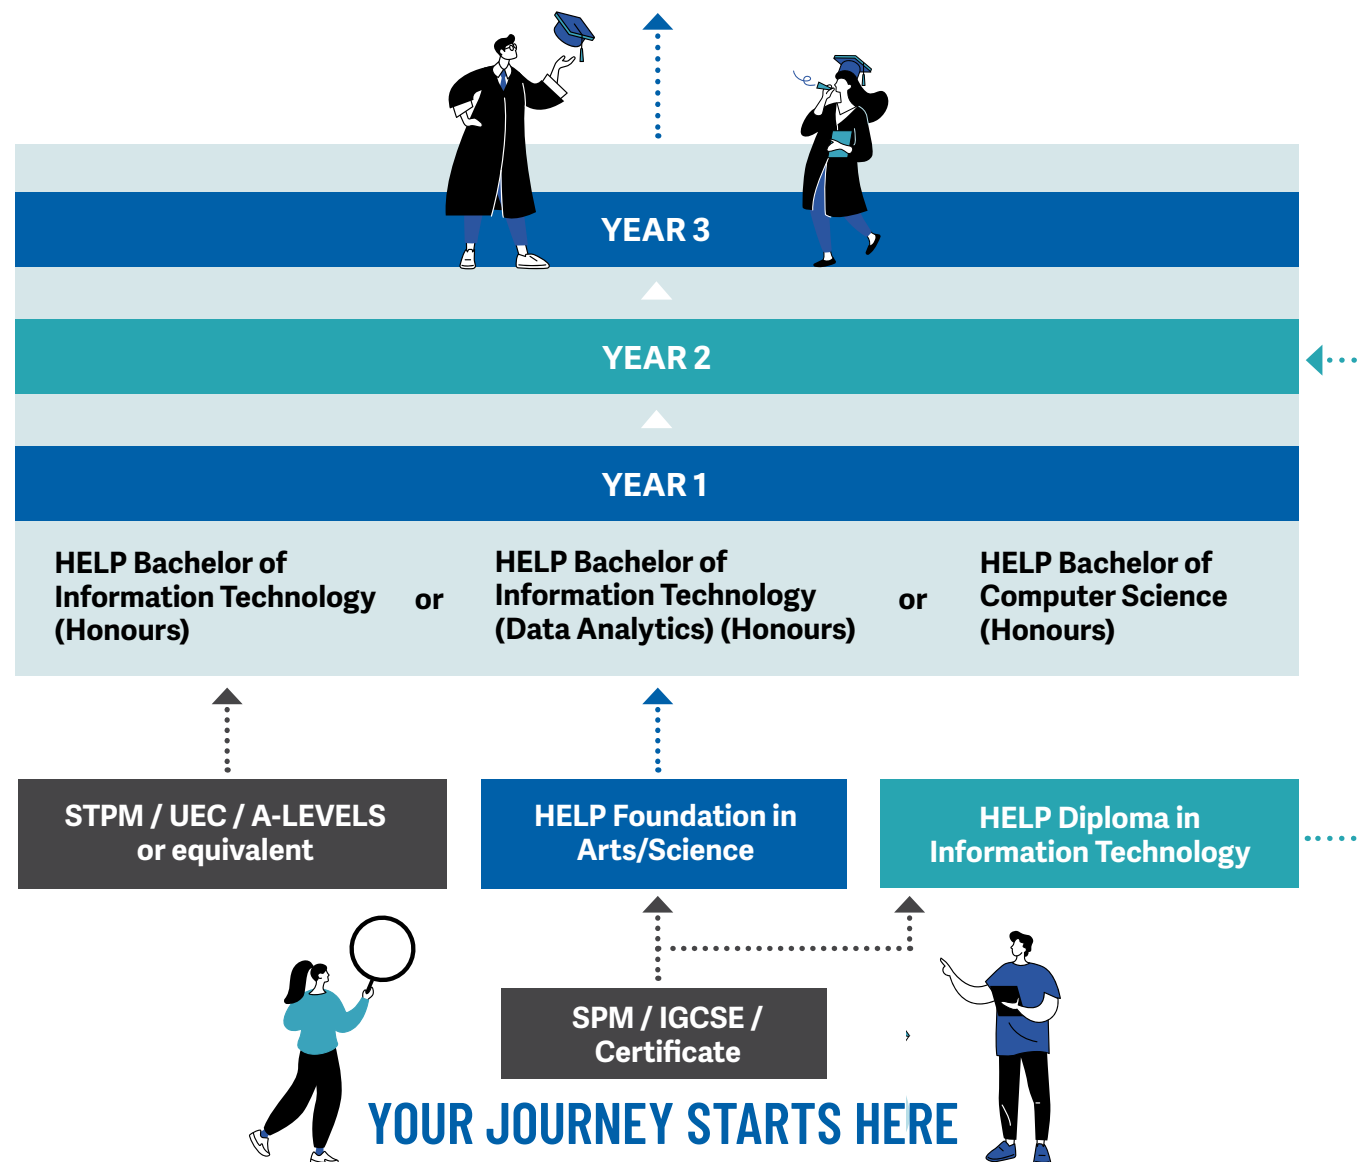 YEAR 3
YEAR 2
YEAR 1
HELP Bachelor of
Information Technology
(Honours)
or
HELP Bachelor of
Information Technology
(Data Analytics) (Honours)
or
HELP Bachelor of
Computer Science
(Honours)
STPM / UEC / A-LEVELS
or equivalent
HELP Foundation in
Arts/Science
HELP Diploma in
Information Technology
SPM / IGCSE /
Certificate
YOUR JOURNEY STARTS HERE